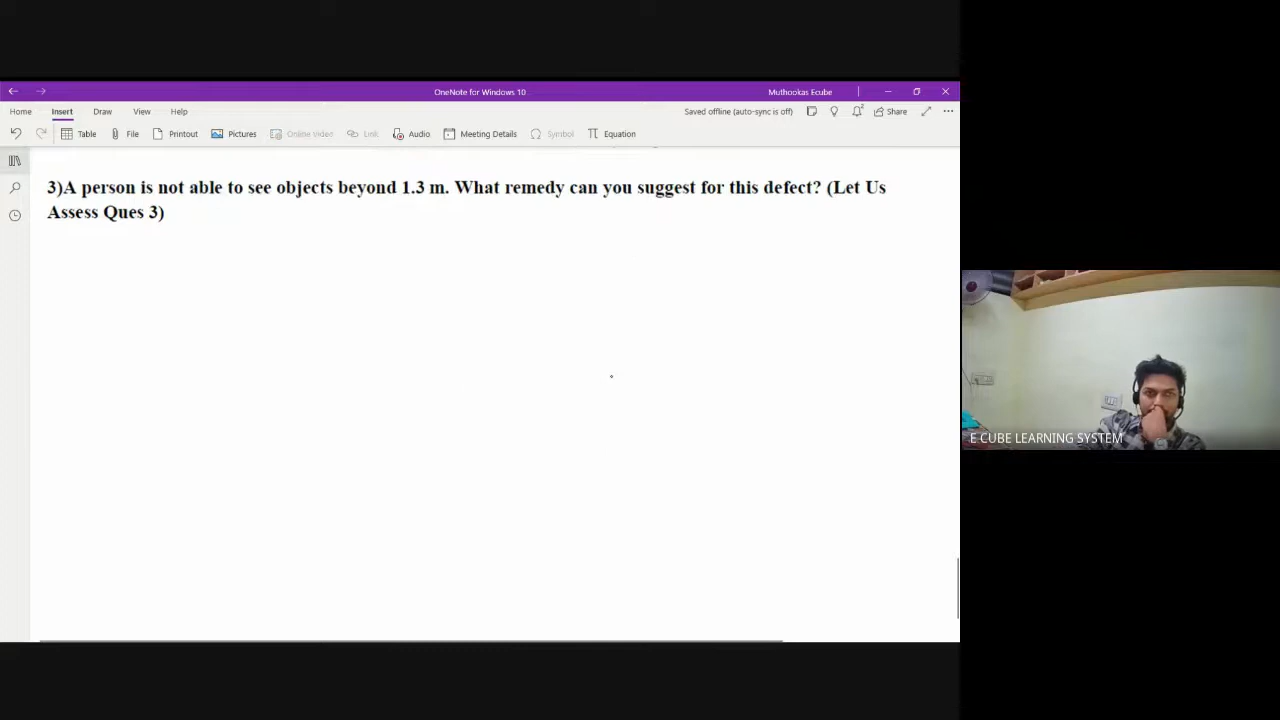 OneNote for Windows 10
Muthookas Ecube
Home Insert Draw View Help
Saved offline (auto-sync is off)
Share
Table File Printout Pictures Online Video Link Audio Meeting Details Symbol Equation
3)A person is not able to see objects beyond 1.3 m. What remedy can you suggest for this defect? (Let Us
Assess Ques 3)
E CUBE LEARNING SYSTEM